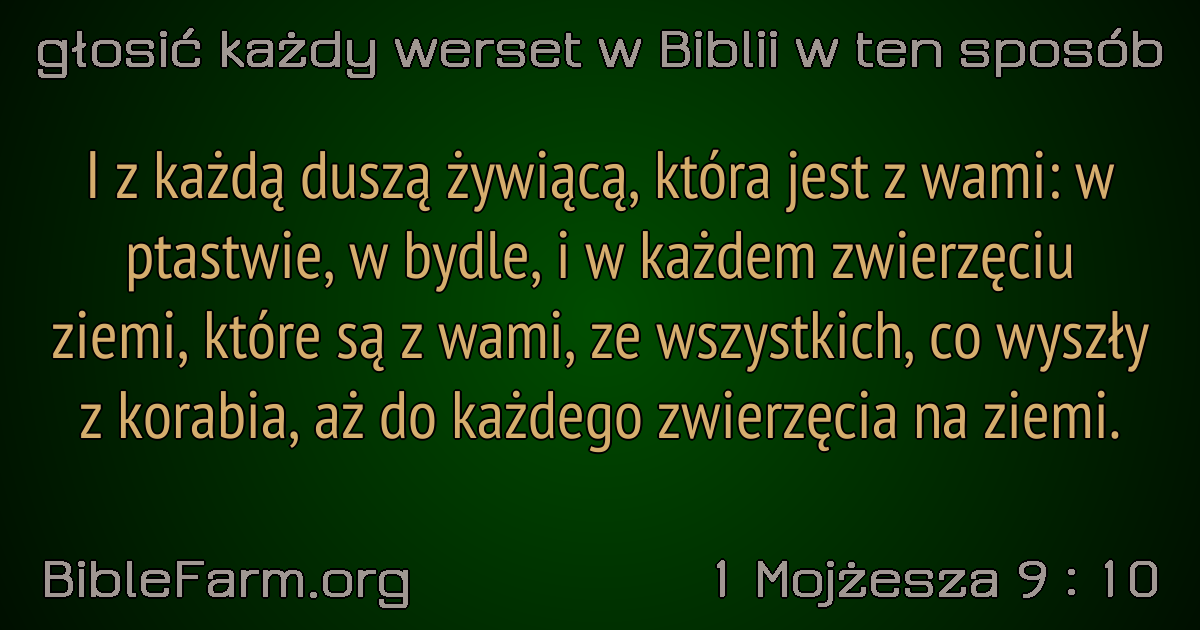 głosić każdy werset w Biblii w ten sposób
I z każdą duszą żywiącą, która jest z wami: w
ptastwie, w bydle, i w każdem zwierzęciu
ziemi, które są z wami, ze wszystkich, co wyszły
z korabia, aż do każdego zwierzęcia na ziemi.
BibleFarm.org
1 Mojżesza 9 : 10